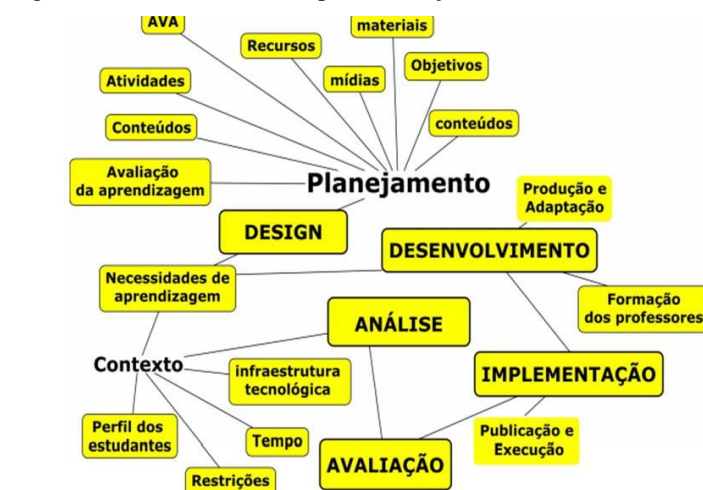 AVA
materiais
Recursos
Objetivos
mídias
Atividades
Conteúdos
conteúdos
Avaliação
da aprendizagem
Planejamento
Produção e
Adaptação
DESIGN
DESENVOLVIMENTO
Necessidades de
aprendizagem
Formação
dos professores
ANÁLISE
Contexto
infraestrutura
tecnológica
IMPLEMENTAÇÃO
Perfil dos
estudantes
Tempo
Publicação e
Execução
AVALIAÇÃO
Restrições